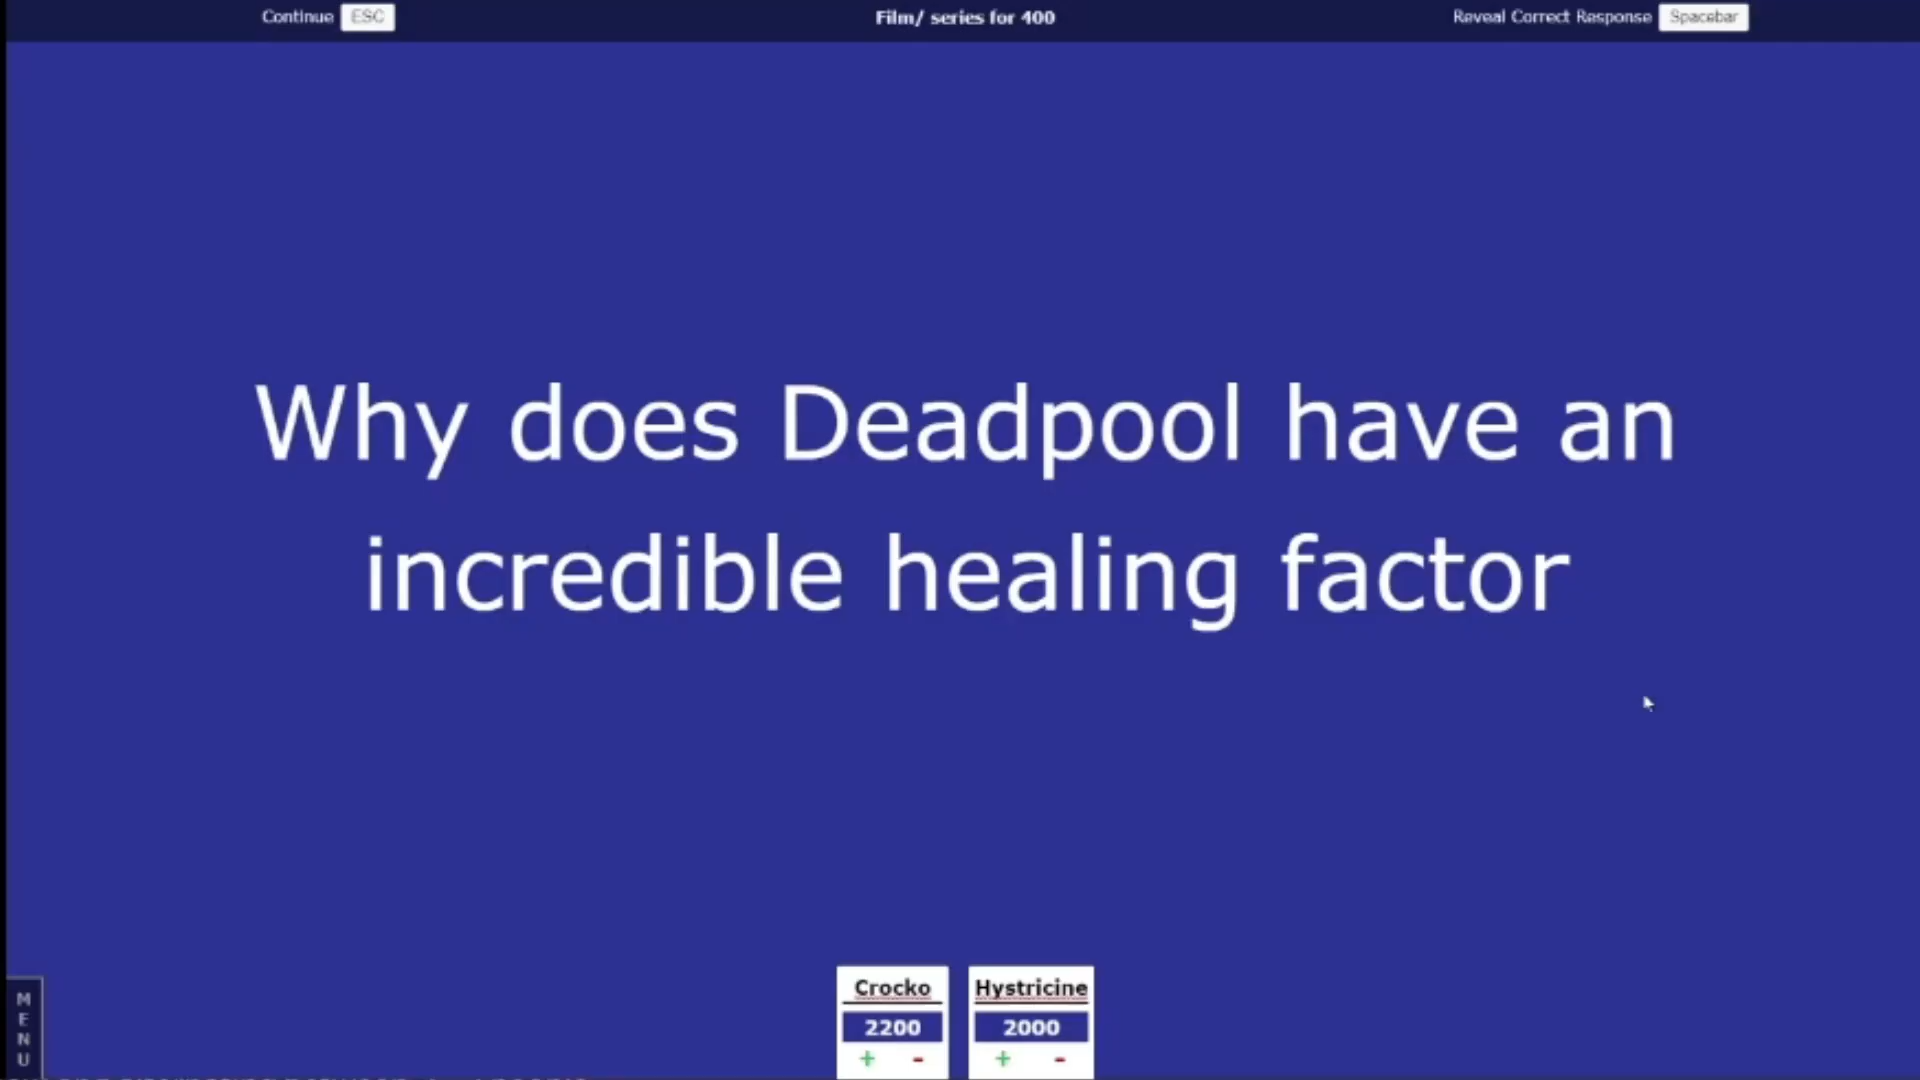 Continue ESC Film/ series for 400 Reveal Correct Response Spacebar
Why does Deadpool have an
incredible healing factor
Crocko Hystricine
2200 2000
+ - + -
MENU